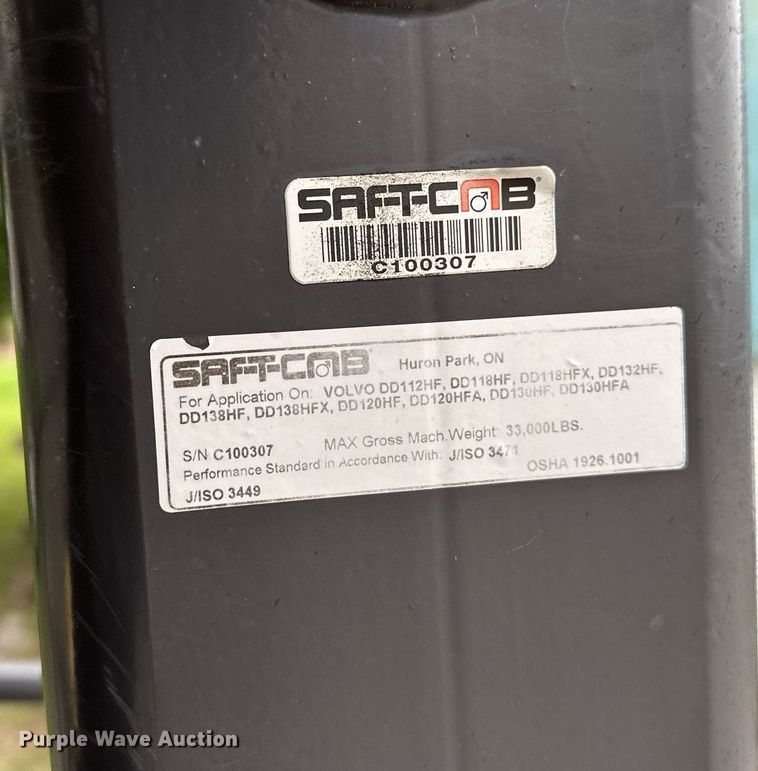 SAFT-CAB®
C100307
SAFT-CAB® Huron Park, ON
For Application On: VOLVO DD112HF, DD118HF, DD118HFX, DD132HF,
DD138HF, DD138HFX, DD120HF, DD120HFA, DD130HF, DD130HFA
S/N C100307 MAX Gross Mach.Weight: 33,000LBS.
Performance Standard in Accordance With: J/ISO 3471
J/ISO 3449 OSHA 1926.1001
Purple Wave Auction